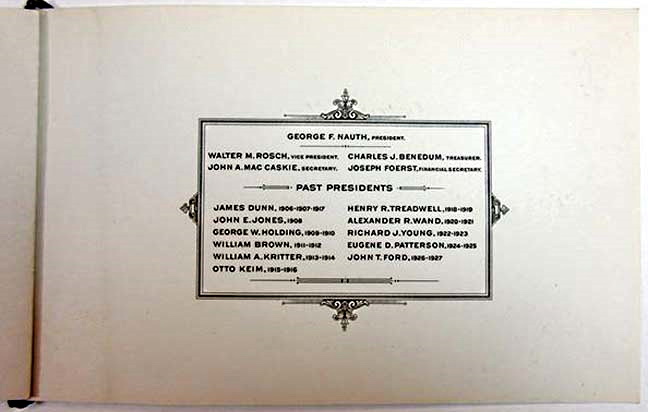 GEORGE F. NAUTH, PRESIDENT.
WALTER M. ROSCH, VICE PRESIDENT. CHARLES J. BENEDUM, TREASURER.
JOHN A. MAC CASKIE, SECRETARY. JOSEPH FOERST, FINANCIAL SECRETARY.
PAST PRESIDENTS
JAMES DUNN, 1906-1907-1917
JOHN E. JONES, 1908
GEORGE W. HOLDING, 1909-1910
WILLIAM BROWN, 1911-1912
WILLIAM A. KRITTER, 1913-1914
OTTO KEIM, 1915-1916
HENRY R. TREADWELL, 1918-1919
ALEXANDER R. WAND, 1920-1921
RICHARD J. YOUNG, 1922-1923
EUGENE D. PATTERSON, 1924-1925
JOHN T. FORD, 1926-1927